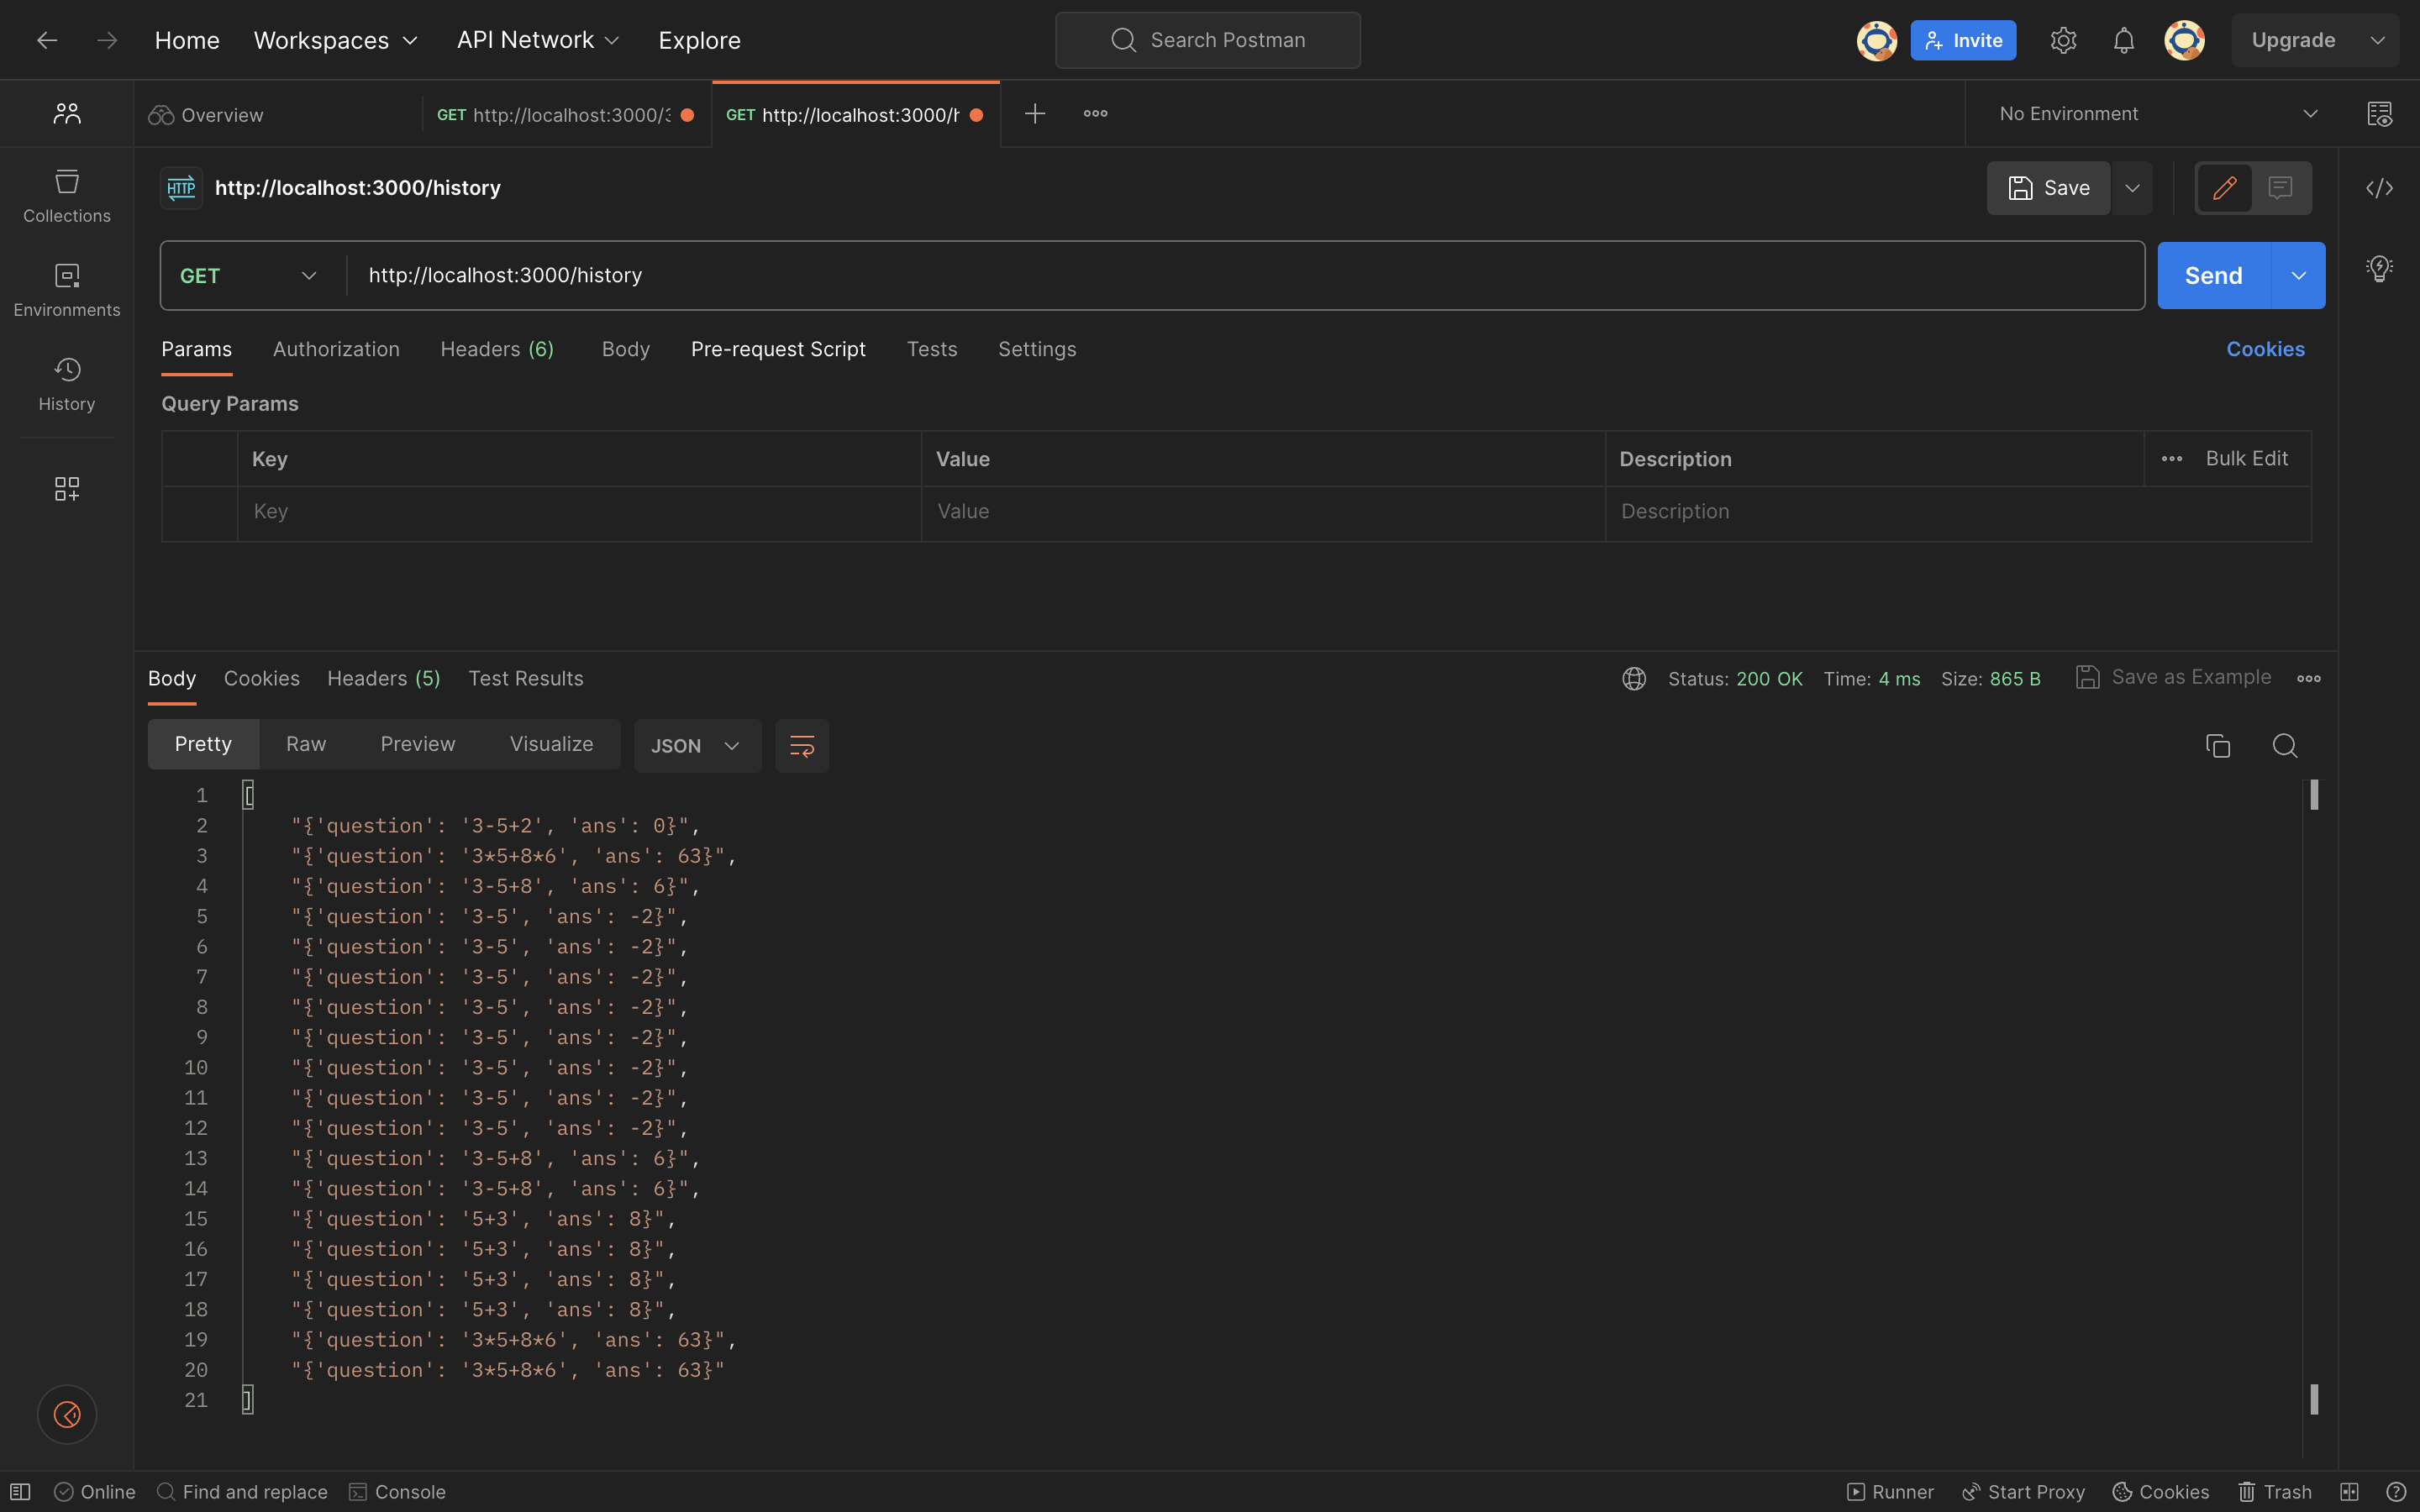 Home Workspaces API Network Explore Search Postman Invite Upgrade
Overview GET http://localhost:3000/3 GET http://localhost:3000/h No Environment
HTTP http://localhost:3000/history Save
Collections
Environments
History
GET http://localhost:3000/history Send
Params Authorization Headers (6) Body Pre-request Script Tests Settings Cookies
Query Params
Key Value Description Bulk Edit
Key Value Description
Body Cookies Headers (5) Test Results Status: 200 OK Time: 4 ms Size: 865 B Save as Example
Pretty Raw Preview Visualize JSON
1 [
2 "{'question': '3-5+2', 'ans': 0}",
3 "{'question': '3*5+8*6', 'ans': 63}",
4 "{'question': '3-5+8', 'ans': 6}",
5 "{'question': '3-5', 'ans': -2}",
6 "{'question': '3-5', 'ans': -2}",
7 "{'question': '3-5', 'ans': -2}",
8 "{'question': '3-5', 'ans': -2}",
9 "{'question': '3-5', 'ans': -2}",
10 "{'question': '3-5', 'ans': -2}",
11 "{'question': '3-5', 'ans': -2}",
12 "{'question': '3-5', 'ans': -2}",
13 "{'question': '3-5+8', 'ans': 6}",
14 "{'question': '3-5+8', 'ans': 6}",
15 "{'question': '5+3', 'ans': 8}",
16 "{'question': '5+3', 'ans': 8}",
17 "{'question': '5+3', 'ans': 8}",
18 "{'question': '5+3', 'ans': 8}",
19 "{'question': '3*5+8*6', 'ans': 63}",
20 "{'question': '3*5+8*6', 'ans': 63}"
21 ]
Online Find and replace Console Runner Start Proxy Cookies Trash